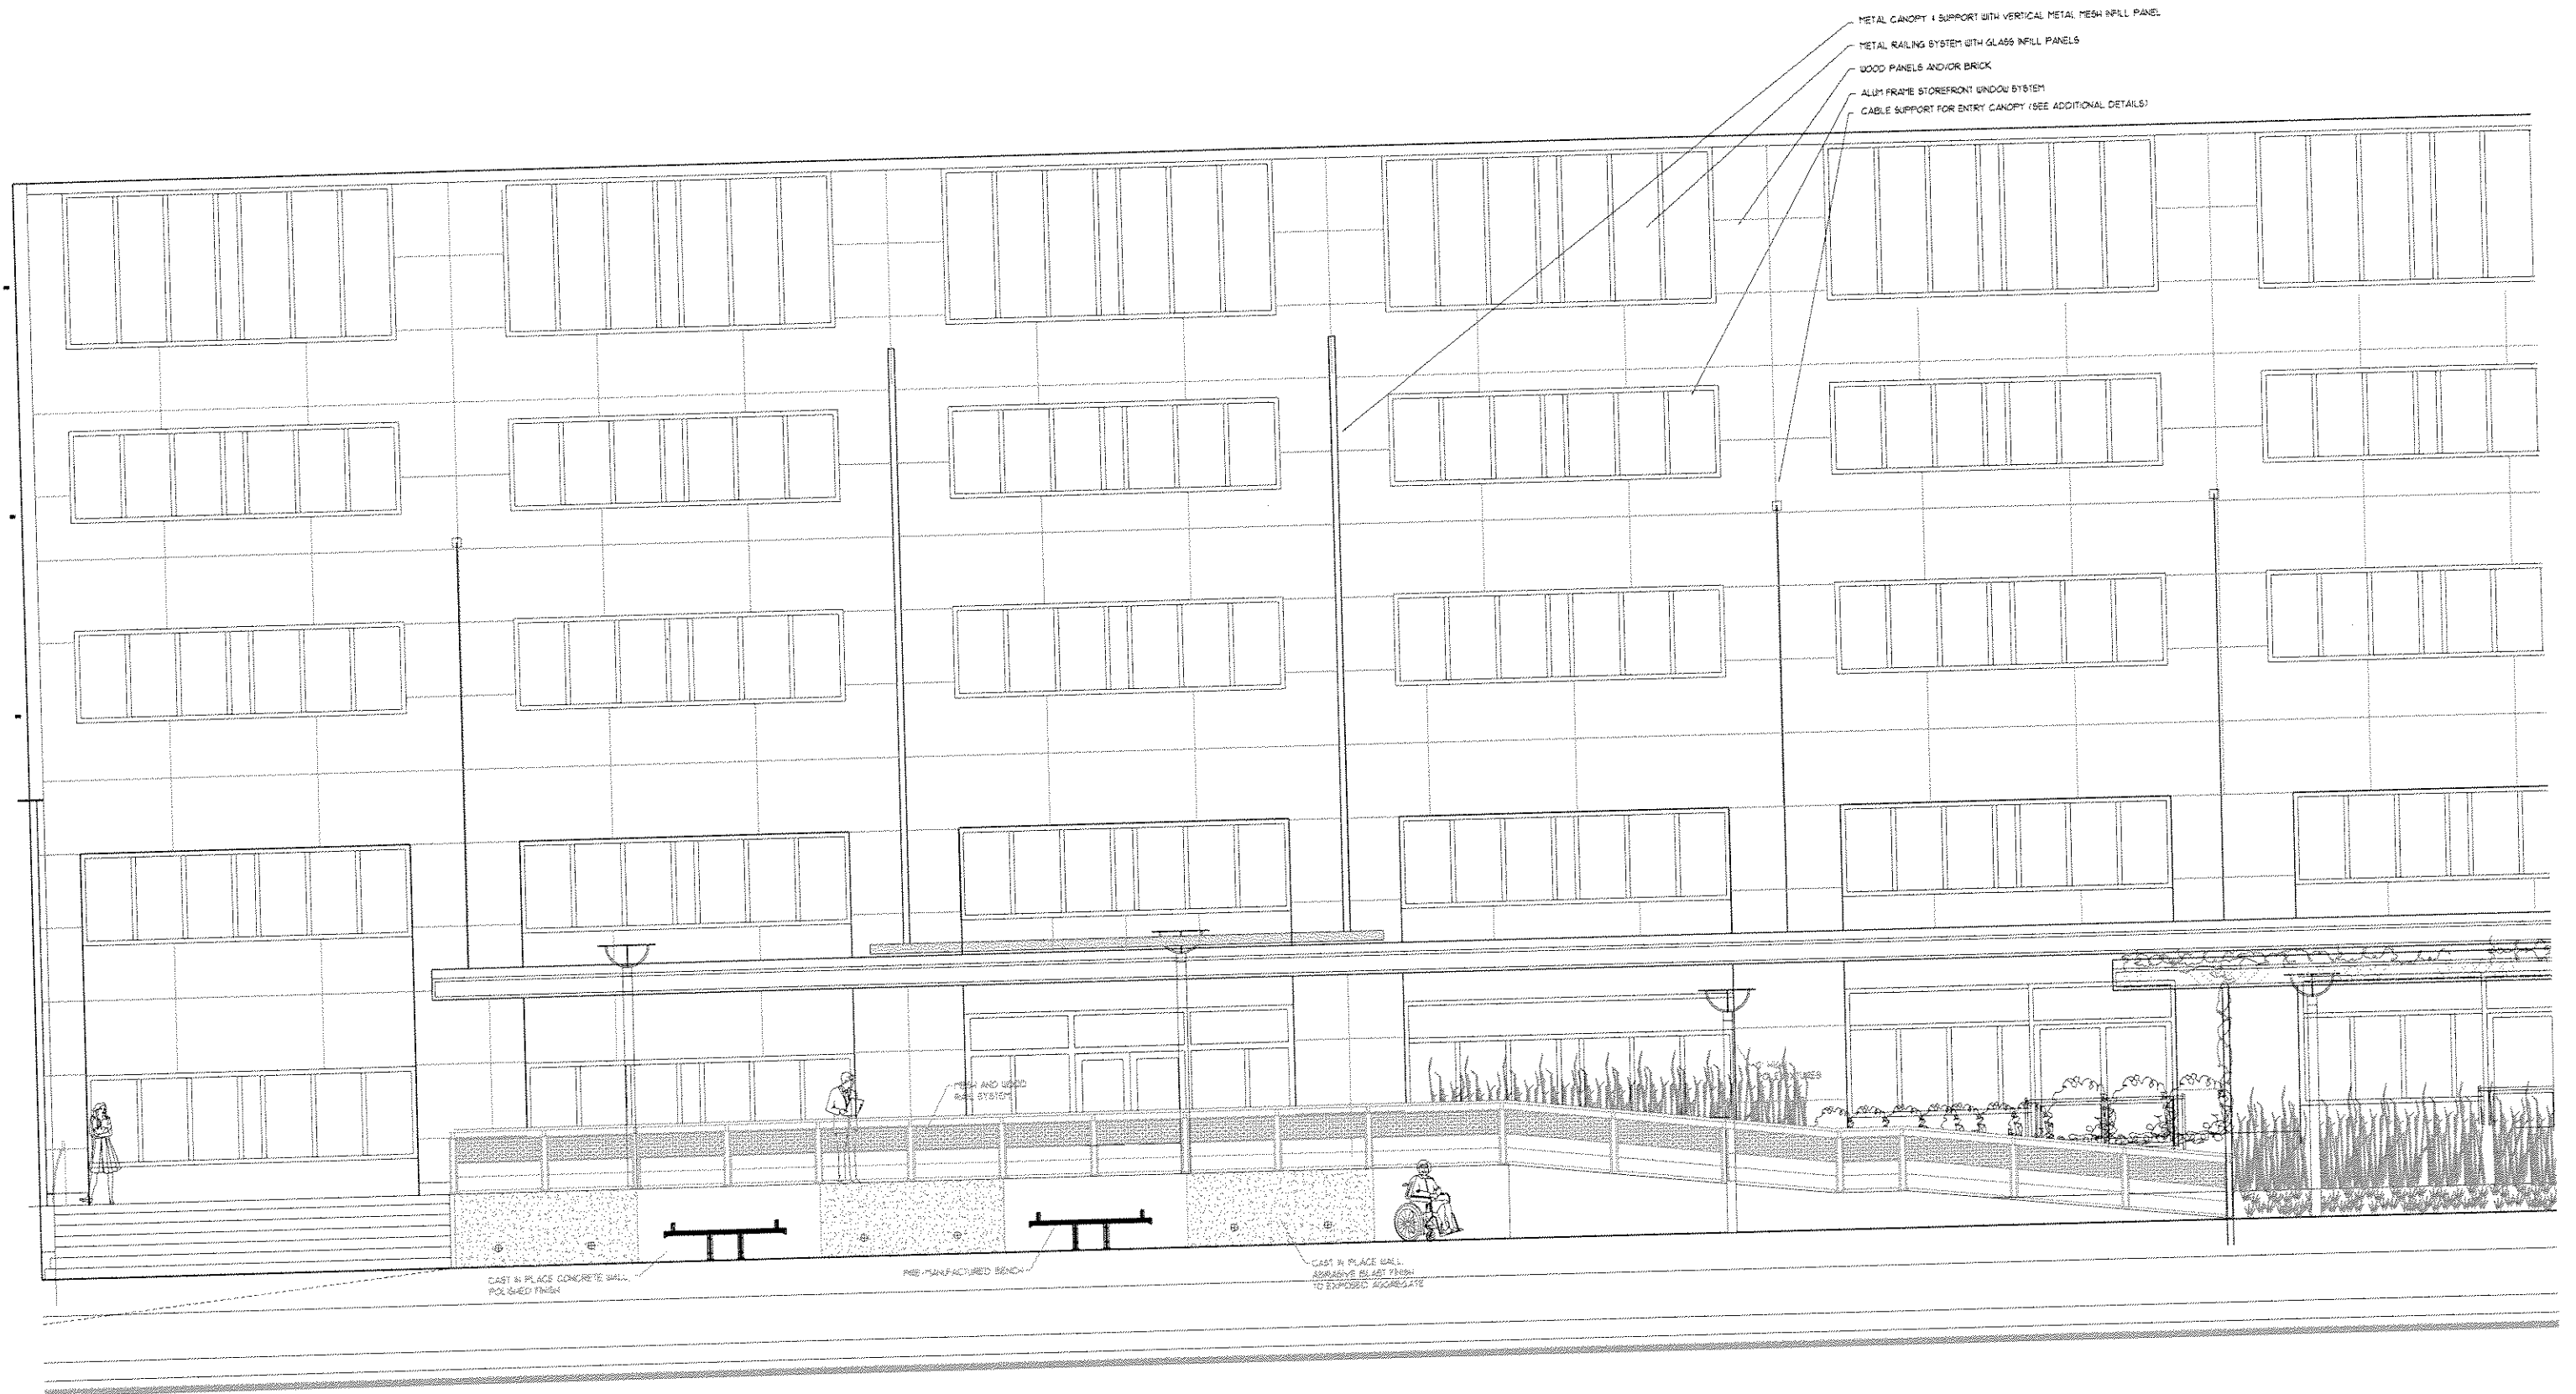 METAL CANOPY & SUPPORT WITH VERTICAL METAL MESH INFILL PANEL
METAL RAILING SYSTEM WITH GLASS INFILL PANELS
WOOD PANELS AND/OR BRICK
ALUM FRAME STOREFRONT WINDOW SYSTEM
CABLE SUPPORT FOR ENTRY CANOPY (SEE ADDITIONAL DETAILS)
MESH AND WOOD
RAIL SYSTEM
CAST IN PLACE CONCRETE WALL,
POLISHED FINISH
PRE-MANUFACTURED BENCH
CAST IN PLACE WALL,
ABRASIVE BLAST FINISH
TO EXPOSED AGGREGATE